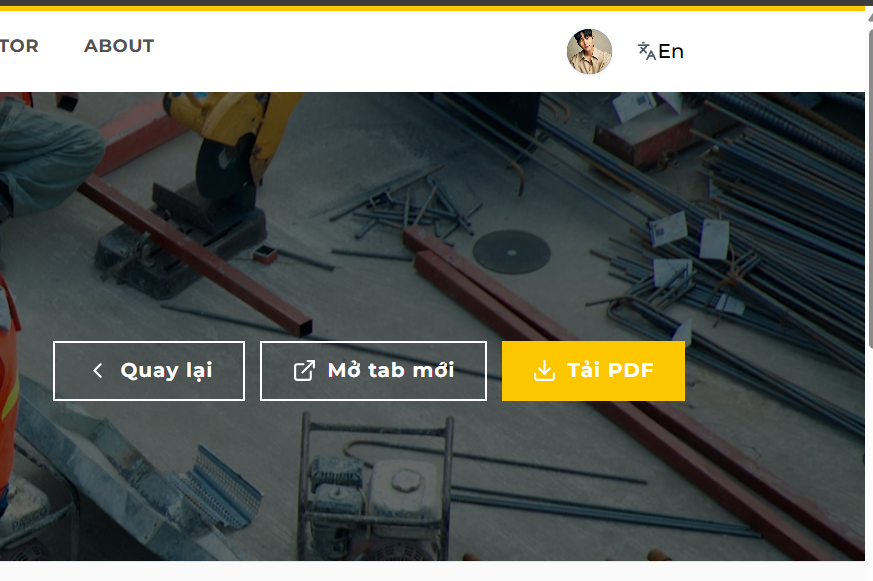 TOR ABOUT En
Quay lại Mở tab mới Tải PDF